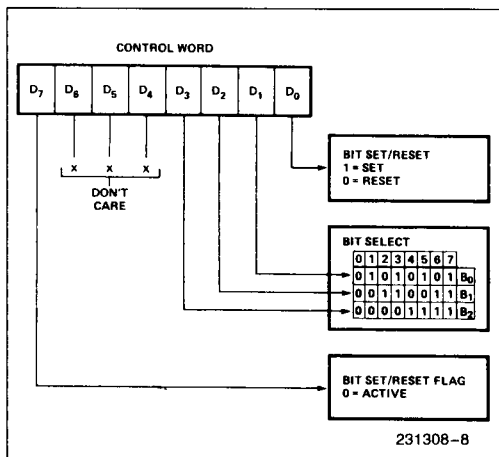 CONTROL WORD
D7 D6 D5 D4 D3 D2 D1 D0
X X X
DON'T
CARE
BIT SET/RESET
1 = SET
0 = RESET
BIT SELECT
0 1 2 3 4 5 6 7
0 1 0 1 0 1 0 1 B0
0 0 1 1 0 0 1 1 B1
0 0 0 0 1 1 1 1 B2
BIT SET/RESET FLAG
0 = ACTIVE
231308–8